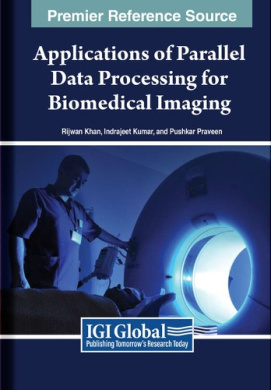 Premier Reference Source
Applications of Parallel
Data Processing for
Biomedical Imaging
Rijwan Khan, Indrajeet Kumar, and Pushkar Praveen
IGI Global
Publishing Tomorrow's Research Today